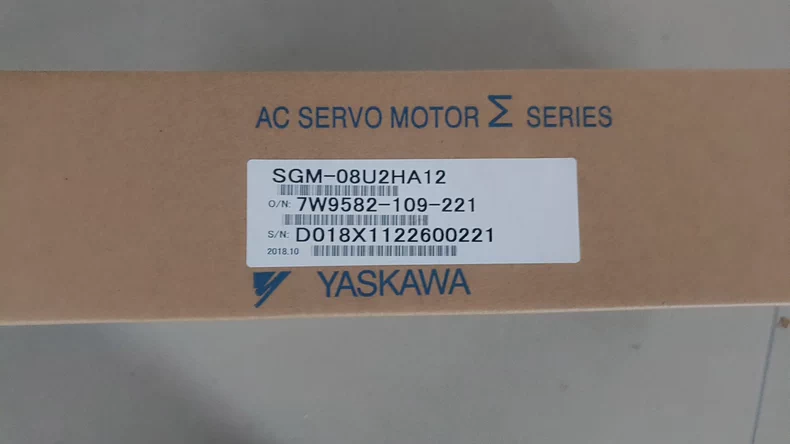 AC SERVO MOTOR Σ SERIES
SGM-08U2HA12
O/N: 7W9582-109-221
S/N: D018X1122600221
2018.10
YASKAWA